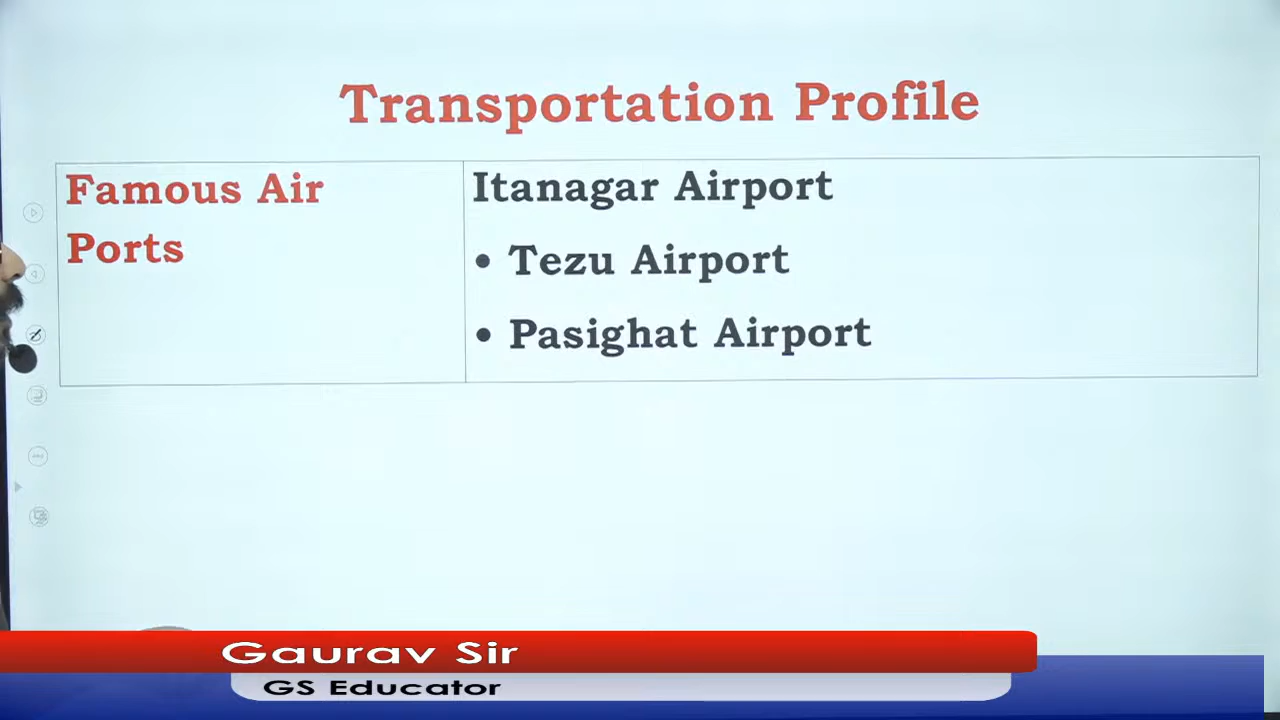 Transportation Profile
Famous Air
Ports
Itanagar Airport
• Tezu Airport
• Pasighat Airport
Gaurav Sir
GS Educator